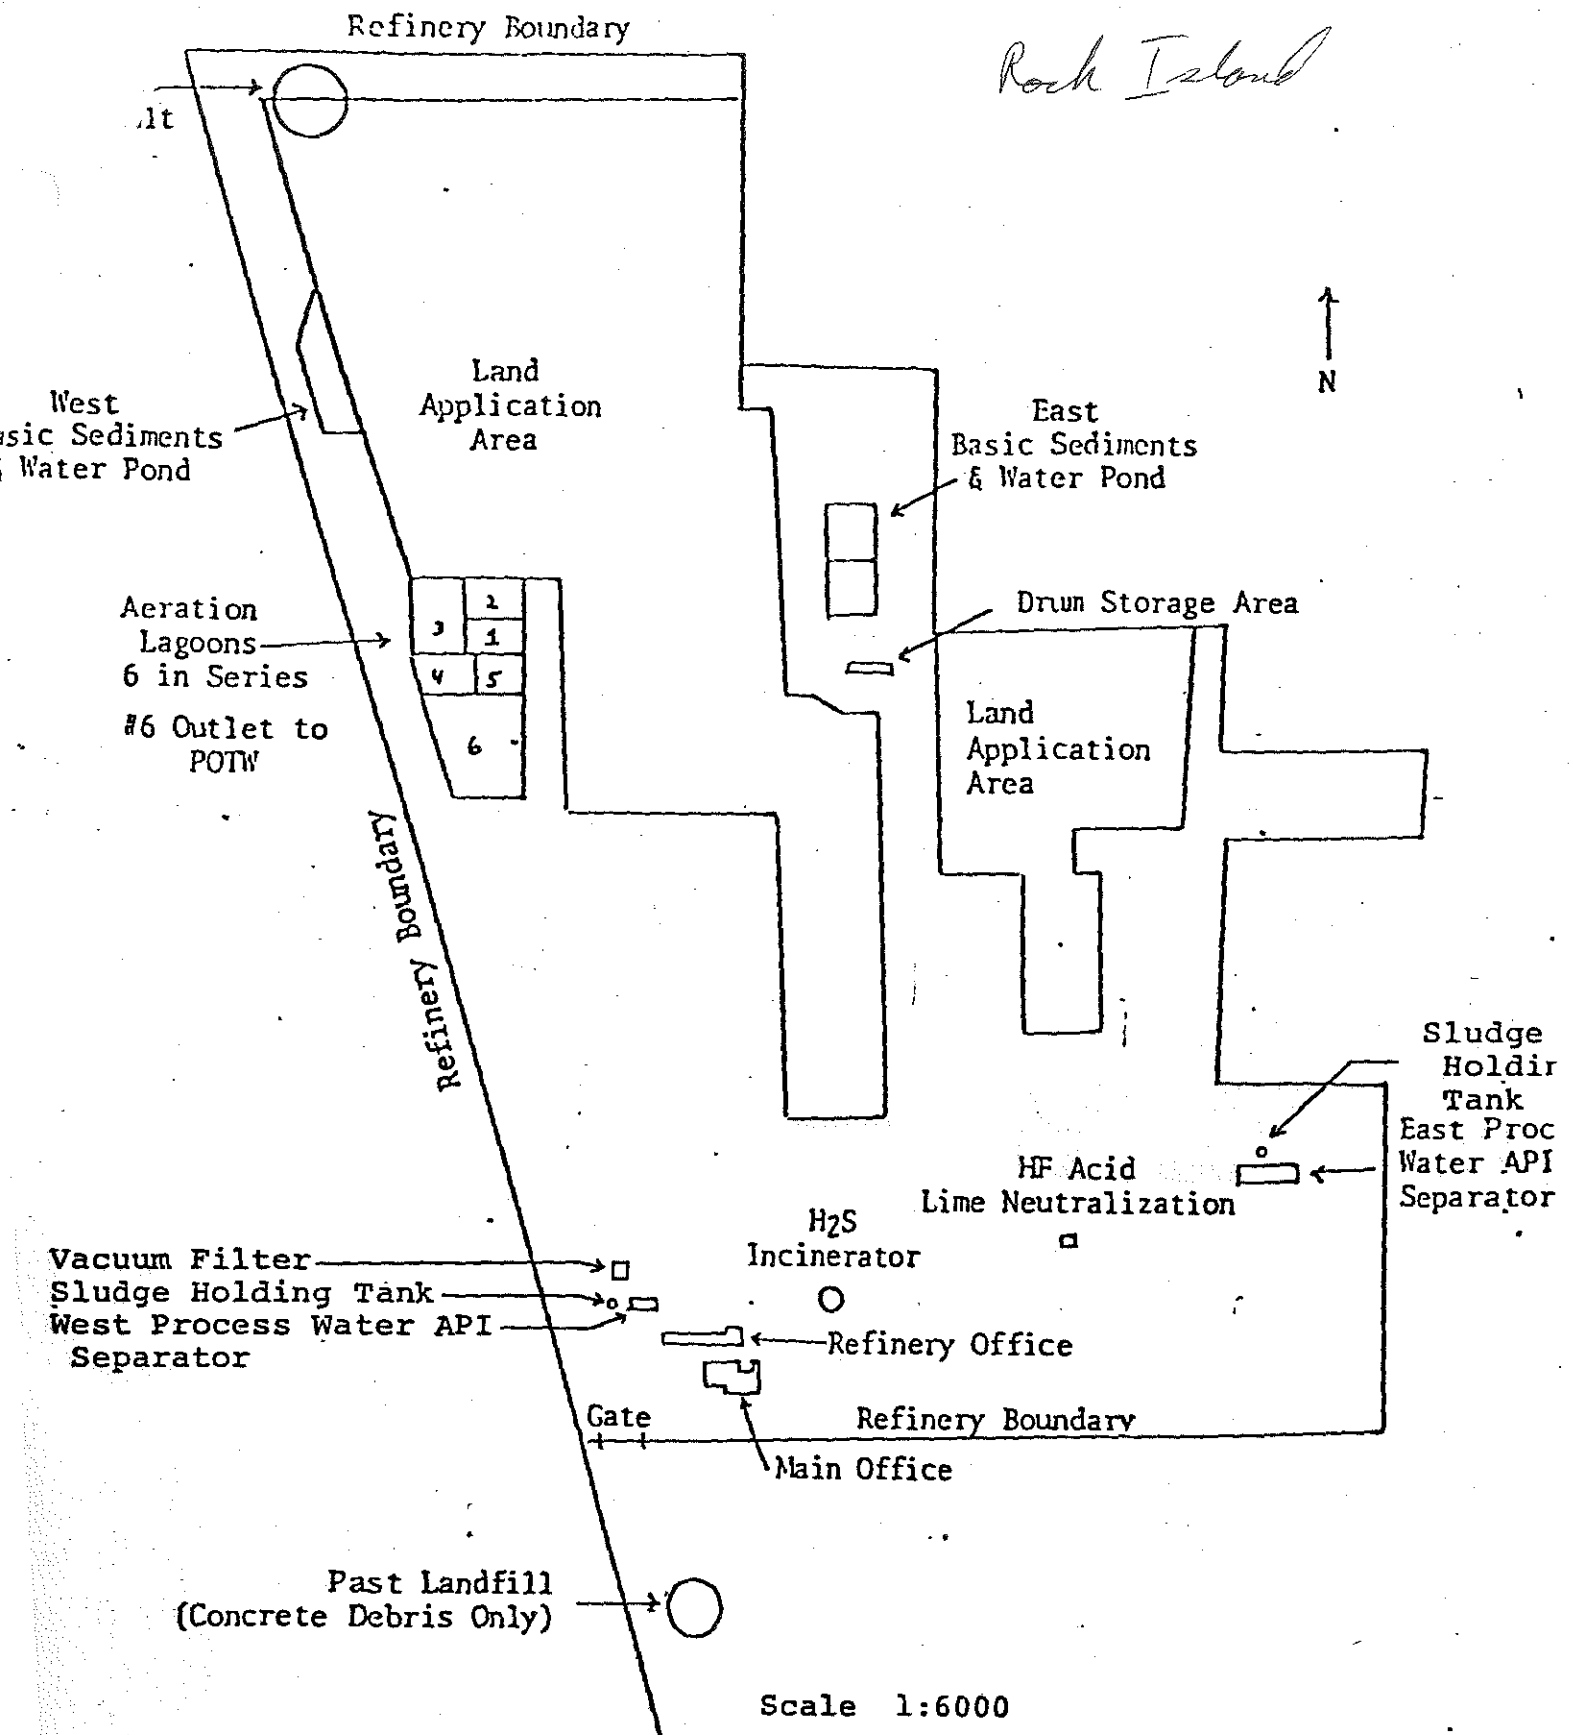 Refinery Boundary
Rock Island
West
Sediments
& Water Pond
Land
Application
Area
N
East
Basic Sediments
& Water Pond
Aeration
Lagoons
6 in Series
#6 Outlet to
POTW
2
3
1
4
5
6
Drum Storage Area
Land
Application
Area
Refinery Boundary
Sludge
Tank
East Proc
Water API
Separator
HF Acid
Lime Neutralization
H2S
Incinerator
Vacuum Filter
Sludge Holding Tank
West Process Water API
Separator
Refinery Office
Gate
Refinery Boundary
Main Office
Past Landfill
(Concrete Debris Only)
Scale 1:6000